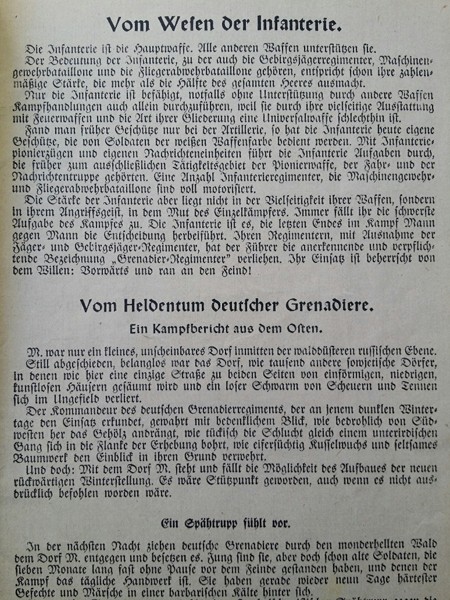 Vom Wesen der Infanterie.
Die Infanterie ist die Hauptwaffe. Alle anderen Waffen unterstützen sie.
Der Bedeutung der Infanterie, zu der auch die Gebirgsjägerregimenter, Maschinen-
gewehrbataillone und die Fliegerabwehrbataillone gehören, entspricht schon ihre zahlen-
mäßige Stärke, die mehr als die Hälfte des gesamten Heeres ausmacht.
Nur die Infanterie ist befähigt, notfalls ohne Unterstützung durch andere Waffen
Kampfhandlungen auch allein durchzuführen, weil sie durch ihre vielseitige Ausstattung
mit Feuerwaffen und die Art ihrer Gliederung eine Universalwaffe schlechthin ist.
Fand man früher Geschütze nur bei der Artillerie, so hat die Infanterie heute eigene
Geschütze, die von Soldaten der weißen Waffenfarbe bedient werden. Mit Infanterie-
pionierzügen und eigenen Nachrichteneinheiten führt die Infanterie Aufgaben durch,
die früher zum ausschließlichen Tätigkeitsgebiet der Pionierwaffe, der Fahr- und der
Nachrichtentruppe gehörten. Eine Anzahl Infanterieregimenter, die Maschinengewehr-
und Fliegerabwehrbataillone sind voll motorisiert.
Die Stärke der Infanterie aber liegt nicht in der Vielseitigkeit ihrer Waffen, sondern
in ihrem Angriffsgeist, in dem Mut des Einzelkämpfers. Immer fällt ihr die schwerste
Aufgabe des Kampfes zu. Die Infanterie ist es, die letzten Endes im Kampf Mann
gegen Mann die Entscheidung herbeiführt. Ihren Regimentern, mit Ausnahme der
Jäger- und Gebirgsjäger-Regimenter, hat der Führer die anerkennende und verpflich-
tende Bezeichnung „Grenadier-Regimenter" verliehen. Ihr Einsatz ist beherrscht von
dem Willen: Vorwärts und ran an den Feind!
Vom Heldentum deutscher Grenadiere.
Ein Kampfbericht aus dem Osten.
M. war nur ein kleines, unscheinbares Dorf inmitten der walddüsteren russischen Ebene.
Still abgeschieden, belanglos war das Dorf, wie tausend andere sowjetische Dörfer,
in denen wie hier eine einzige Straße zu beiden Seiten von einförmigen, niedrigen,
kunstlosen Häusern gesäumt wird und ein loser Schwarm von Scheuern und Tennen
sich im Ungefield verliert.
Der Kommandeur des deutschen Grenadierregiments, der an jenem dunklen Winter-
tage den Einsatz erkundet, gewahrt mit bedenklichem Blick, wie bedrohlich von Süd-
westen her das Gehölz andrängt, wie tückisch die Schlucht gleich einem unterirdischen
Gang sich in die Flanke der Erhebung bohrt, wie eifersüchtig Kusselwuchs und seltsames
Baumwerk den Einblick in ihren Grund verwehrt.
Und doch: Mit dem Dorf M. steht und fällt die Möglichkeit des Aufbaues der neuen
rückwärtigen Winterstellung. Es wäre Stützpunkt geworden, auch wenn es nicht aus-
drücklich befohlen worden wäre.
Ein Spähtrupp fühlt vor.
In der nächsten Nacht ziehen deutsche Grenadiere durch den monderhellten Wald
dem Dorf M. entgegen und besetzen es. Jung sind sie, aber doch schon alte Soldaten, die
sieben Monate lang fast ohne Pause vor dem Feinde gestanden haben, und denen der
Kampf das tägliche Handwerk ist. Sie haben gerade wieder neun Tage härtester
Gefechte und Märsche in einer barbarischen Kälte hinter sich.